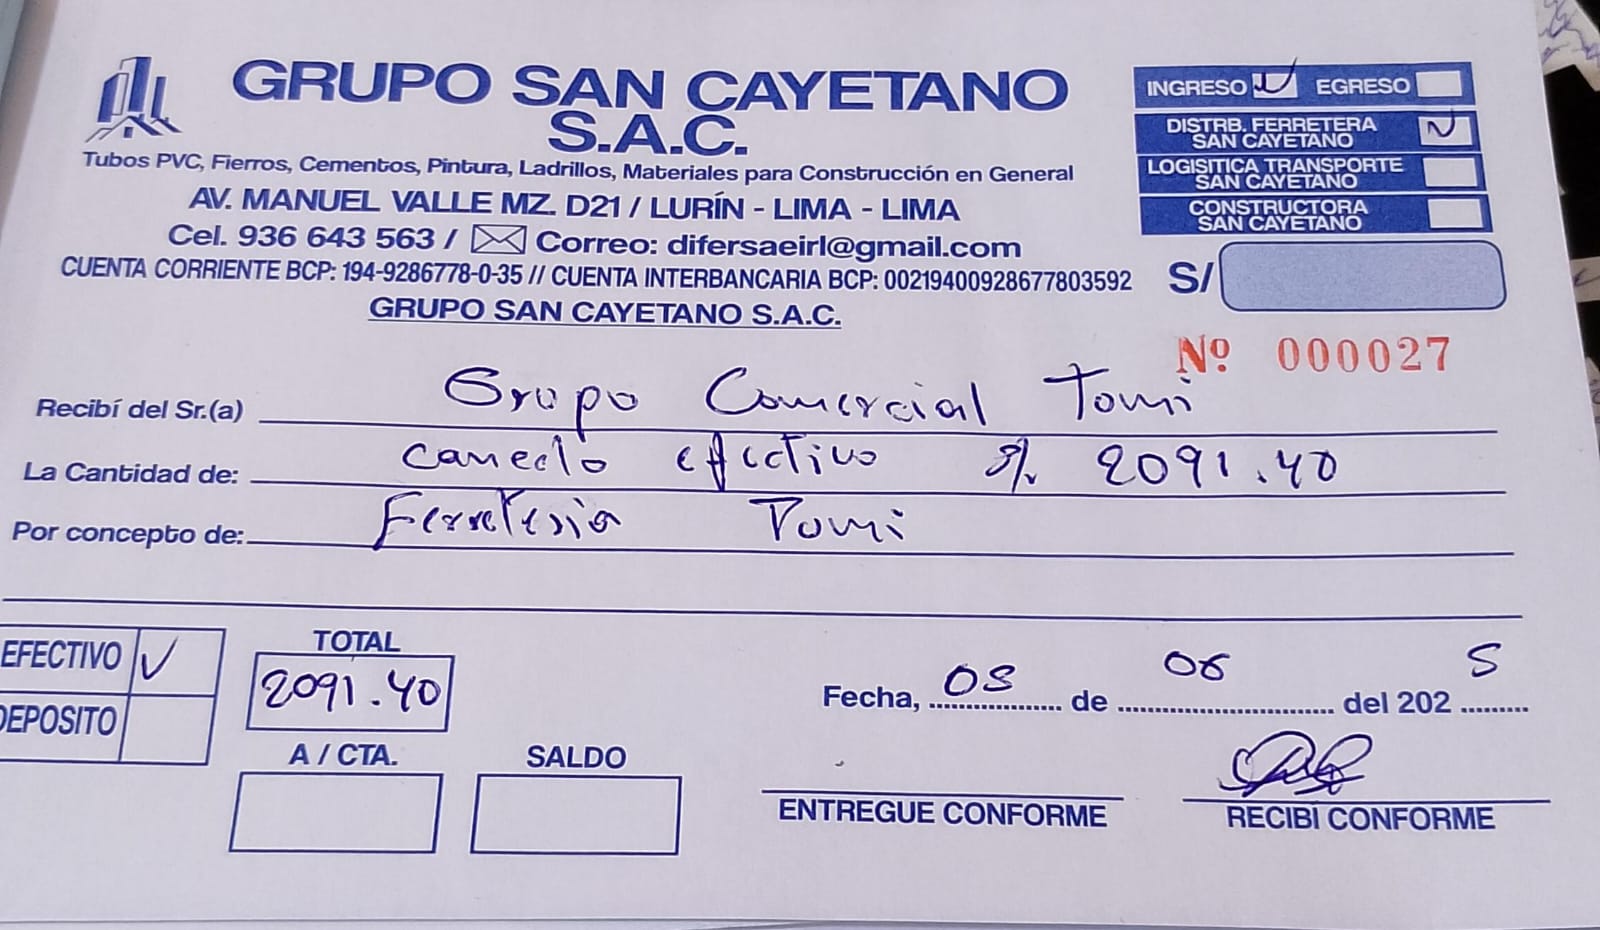 GRUPO SAN CAYETANO
S.A.C.
Tubos PVC, Fierros, Cementos, Pintura, Ladrillos, Materiales para Construcción en General
AV. MANUEL VALLE MZ. D21 / LURÍN - LIMA - LIMA
Cel. 936 643 563 / Correo: difersaeirl@gmail.com
CUENTA CORRIENTE BCP: 194-9286778-0-35 // CUENTA INTERBANCARIA BCP: 00219400928677803592
GRUPO SAN CAYETANO S.A.C.
INGRESO EGRESO
DISTRB. FERRETERA
SAN CAYETANO
LOGISITICA TRANSPORTE
SAN CAYETANO
CONSTRUCTORA
SAN CAYETANO
S/
Nº 000027
Recibí del Sr.(a) Grupo Comercial Tomi
La Cantidad de: efectivo S/. 2091.40
Por concepto de: Ferreteria Tomi
EFECTIVO
DEPOSITO
TOTAL
2091.40
A / CTA.
SALDO
Fecha, 05 de 06 del 202 5
ENTREGUE CONFORME
RECIBÍ CONFORME